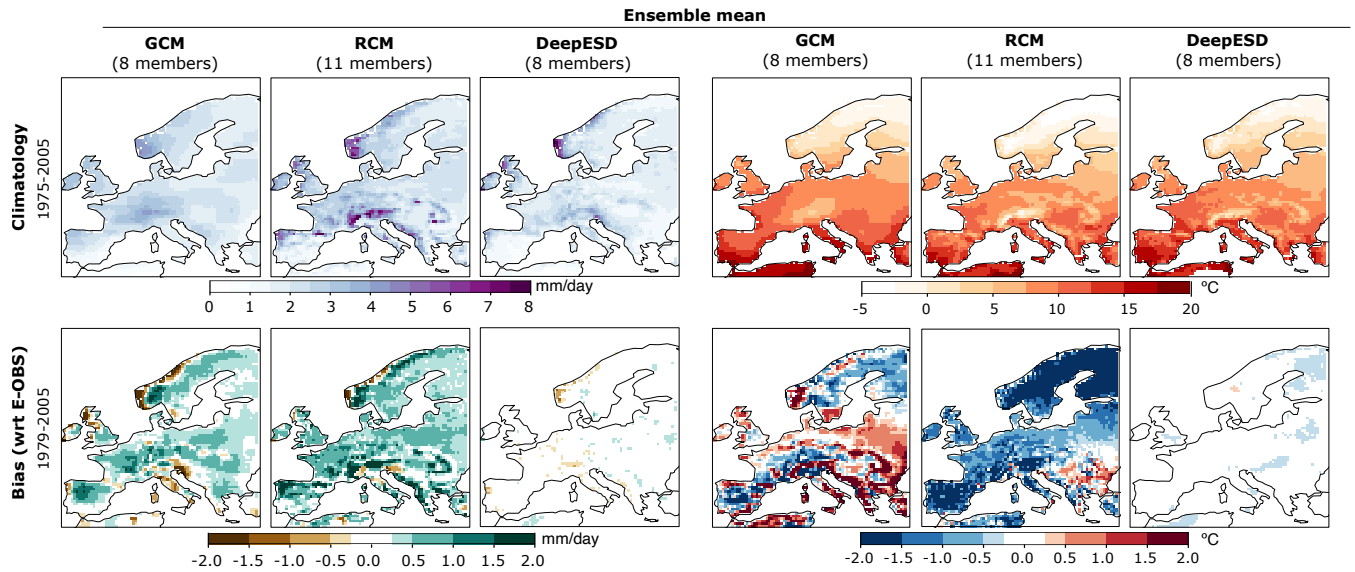 Ensemble mean
GCM RCM DeepESD GCM RCM DeepESD
(8 members) (11 members) (8 members) (8 members) (11 members) (8 members)
Climatology
1975-2005
0 1 2 3 4 5 6 7 8 mm/day
-5 0 5 10 15 20 ºC
Bias (wrt E-OBS)
1979-2005
-2.0 -1.5 -1.0 -0.5 0.0 0.5 1.0 1.5 2.0 mm/day
-2.0 -1.5 -1.0 -0.5 0.0 0.5 1.0 1.5 2.0 ºC